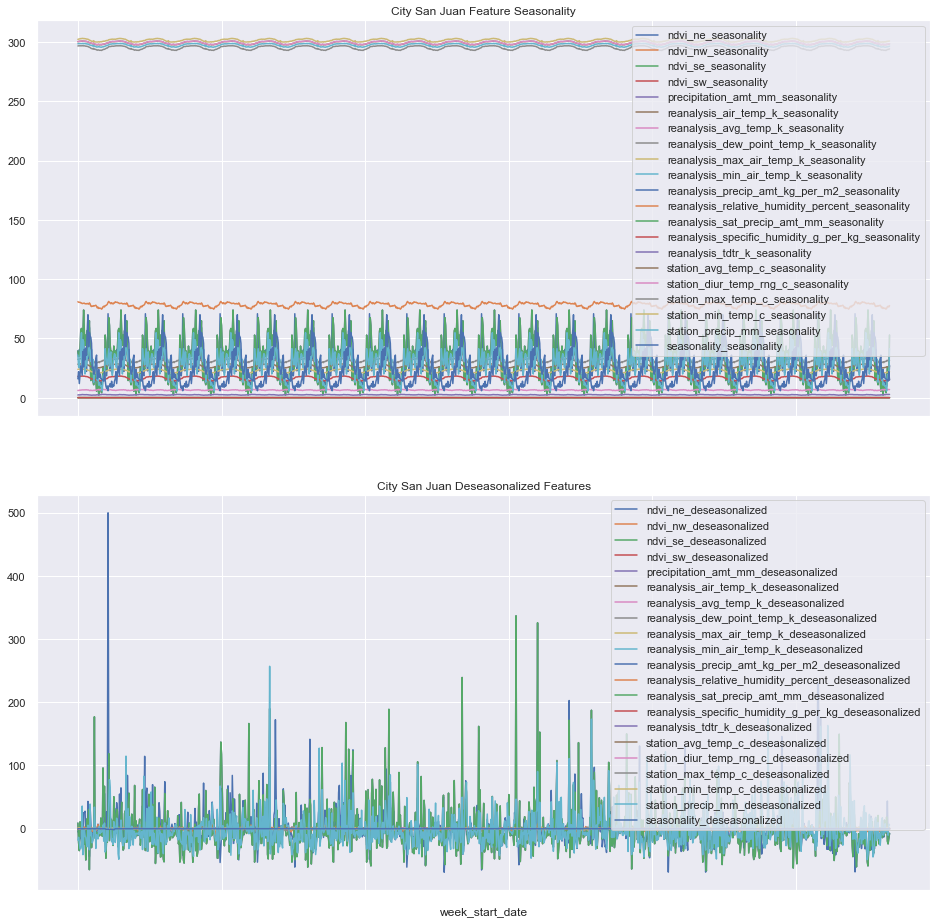 City San Juan Feature Seasonality
300
250
200
150
100
50
0
ndvi_ne_seasonality
ndvi_nw_seasonality
ndvi_se_seasonality
ndvi_sw_seasonality
precipitation_amt_mm_seasonality
reanalysis_air_temp_k_seasonality
reanalysis_avg_temp_k_seasonality
reanalysis_dew_point_temp_k_seasonality
reanalysis_max_air_temp_k_seasonality
reanalysis_min_air_temp_k_seasonality
reanalysis_precip_amt_kg_per_m2_seasonality
reanalysis_relative_humidity_percent_seasonality
reanalysis_sat_precip_amt_mm_seasonality
reanalysis_specific_humidity_g_per_kg_seasonality
reanalysis_tdtr_k_seasonality
station_avg_temp_c_seasonality
station_diur_temp_rng_c_seasonality
station_max_temp_c_seasonality
station_min_temp_c_seasonality
station_precip_mm_seasonality
seasonality_seasonality
City San Juan Deseasonalized Features
500
400
300
200
100
0
ndvi_ne_deseasonalized
ndvi_nw_deseasonalized
ndvi_se_deseasonalized
ndvi_sw_deseasonalized
precipitation_amt_mm_deseasonalized
reanalysis_air_temp_k_deseasonalized
reanalysis_avg_temp_k_deseasonalized
reanalysis_dew_point_temp_k_deseasonalized
reanalysis_max_air_temp_k_deseasonalized
reanalysis_min_air_temp_k_deseasonalized
reanalysis_precip_amt_kg_per_m2_deseasonalized
reanalysis_relative_humidity_percent_deseasonalized
reanalysis_sat_precip_amt_mm_deseasonalized
reanalysis_specific_humidity_g_per_kg_deseasonalized
reanalysis_tdtr_k_deseasonalized
station_avg_temp_c_deseasonalized
station_diur_temp_rng_c_deseasonalized
station_max_temp_c_deseasonalized
station_min_temp_c_deseasonalized
station_precip_mm_deseasonalized
seasonality_deseasonalized
week_start_date